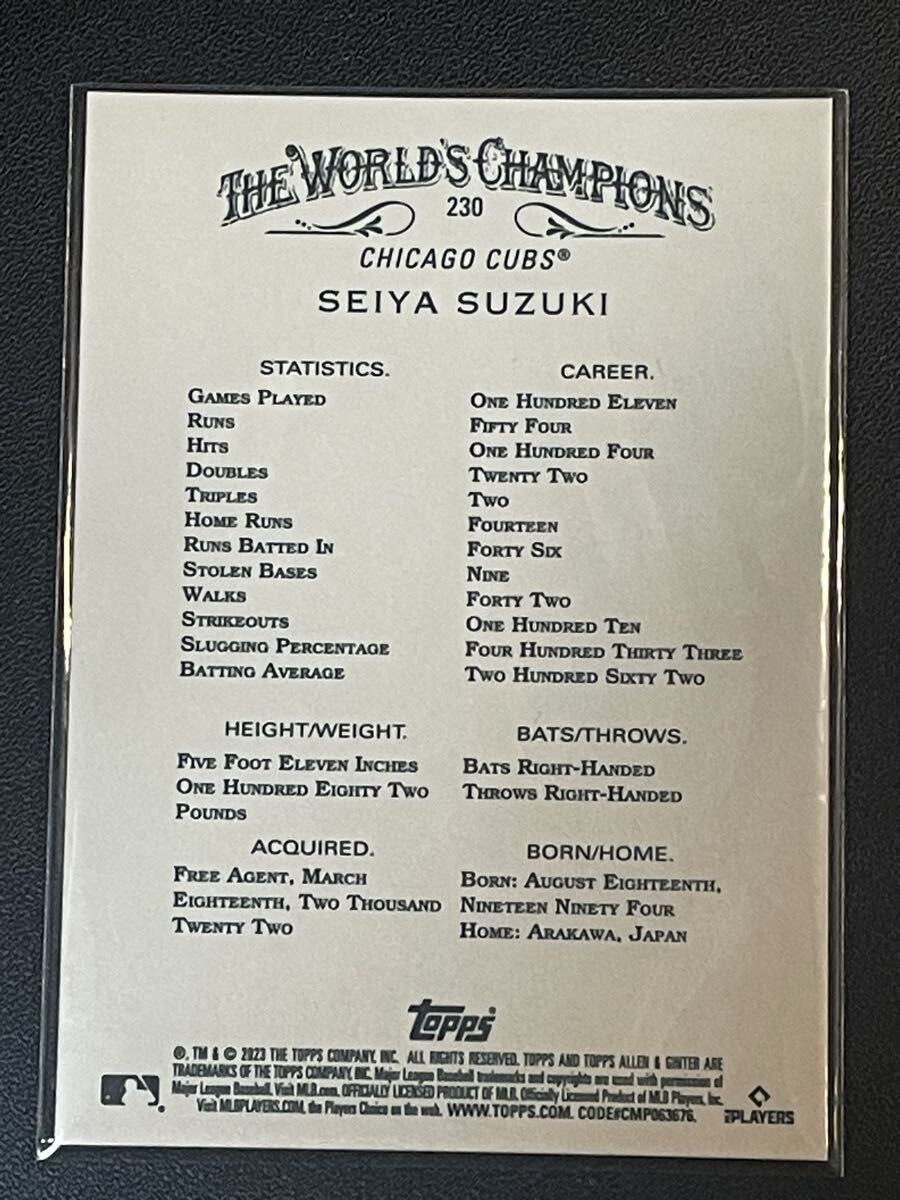 THE WORLD'S CHAMPIONS
230
CHICAGO CUBS®
SEIYA SUZUKI
STATISTICS. CAREER.
GAMES PLAYED ONE HUNDRED ELEVEN
RUNS FIFTY FOUR
HITS ONE HUNDRED FOUR
DOUBLES TWENTY TWO
TRIPLES TWO
HOME RUNS FOURTEEN
RUNS BATTED IN FORTY SIX
STOLEN BASES NINE
WALKS FORTY TWO
STRIKEOUTS ONE HUNDRED TEN
SLUGGING PERCENTAGE FOUR HUNDRED THIRTY THREE
BATTING AVERAGE TWO HUNDRED SIXTY TWO
HEIGHT/WEIGHT.
FIVE FOOT ELEVEN INCHES
ONE HUNDRED EIGHTY TWO
POUNDS
BATS/THROWS.
BATS RIGHT-HANDED
THROWS RIGHT-HANDED
ACQUIRED.
FREE AGENT, MARCH
EIGHTEENTH, TWO THOUSAND
TWENTY TWO
BORN/HOME.
BORN: AUGUST EIGHTEENTH,
NINETEEN NINETY FOUR
HOME: ARAKAWA, JAPAN
topps
®, TM & © 2023 THE TOPPS COMPANY, INC. ALL RIGHTS RESERVED. TOPPS AND TOPPS ALLEN & GINTER ARE
TRADEMARKS OF THE TOPPS COMPANY, INC. Major League Baseball trademarks and copyrights are used with permission of
Major League Baseball. Visit MLB.com. OFFICIALLY LICENSED PRODUCT OF MLB. Officially Licensed Product of MLB Players, Inc.
Visit MLBPLAYERS.COM, the Players Choice on the web. WWW.TOPPS.COM. CODE#CMP063676.
PLAYERS